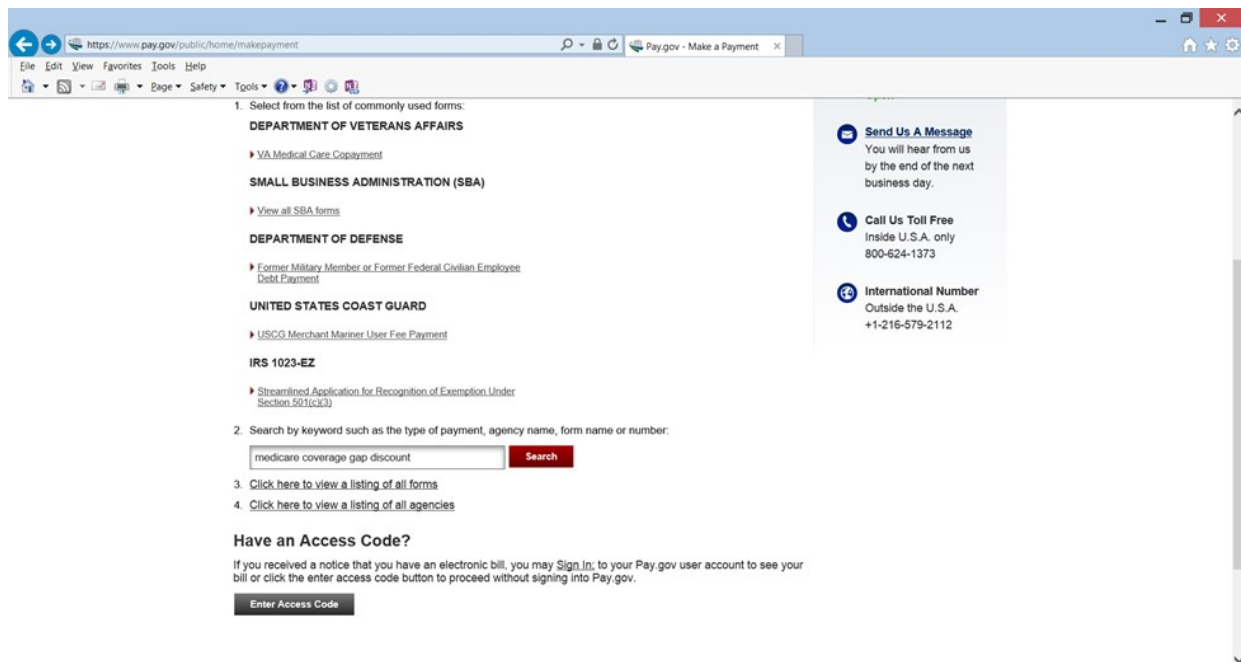 https://www.pay.gov/public/home/makepayment
Pay.gov - Make a Payment
File Edit View Favorites Tools Help
Page Safety Tools
1. Select from the list of commonly used forms:
DEPARTMENT OF VETERANS AFFAIRS
VA Medical Care Copayment
SMALL BUSINESS ADMINISTRATION (SBA)
View all SBA forms
DEPARTMENT OF DEFENSE
Former Military Member or Former Federal Civilian Employee
Debt Payment
UNITED STATES COAST GUARD
USCG Merchant Mariner User Fee Payment
IRS 1023-EZ
Streamlined Application for Recognition of Exemption Under
Section 501(c)(3)
2. Search by keyword such as the type of payment, agency name, form name or number:
medicare coverage gap discount
Search
3. Click here to view a listing of all forms
4. Click here to view a listing of all agencies
Have an Access Code?
If you received a notice that you have an electronic bill, you may Sign In; to your Pay.gov user account to see your
bill or click the enter access code button to proceed without signing into Pay.gov.
Enter Access Code
Send Us A Message
You will hear from us
by the end of the next
business day.
Call Us Toll Free
Inside U.S.A. only
800-624-1373
International Number
Outside the U.S.A.
+1-216-579-2112